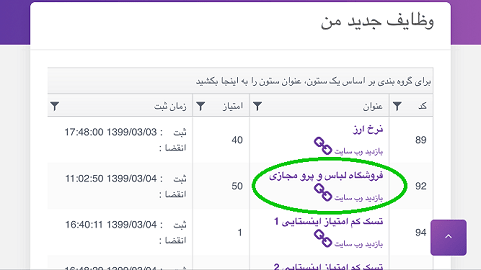 وظایف جدید من
برای گروه بندی بر اساس یک ستون، عنوان ستون را به اینجا بکشید
کد عنوان امتیاز زمان ثبت
89 نرخ ارز 40 ثبت : 1399/03/03 17:48:00
بازدید وب سایت انقضا :
92 فروشگاه لباس و پرو مجازی 50 ثبت : 1399/03/04 11:02:50
بازدید وب سایت انقضا :
94 تسک کم امتیاز اینستایی 1 1 ثبت : 1399/03/04 16:40:11
بازدید وب سایت انقضا :
تسک کم امتیاز اینستایی 2 ثبت : 1399/03/04